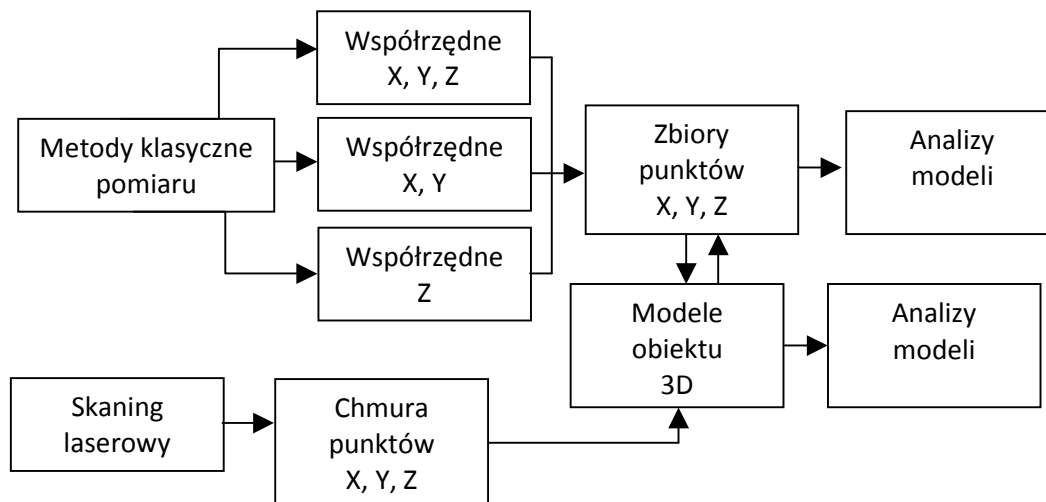 Metody klasyczne
pomiaru
Współrzędne
X, Y, Z
Współrzędne
X, Y
Współrzędne
Z
Zbiory
punktów
X, Y, Z
Analizy
modeli
Modele
obiektu
3D
Analizy
modeli
Skaning
laserowy
Chmura
punktów
X, Y, Z